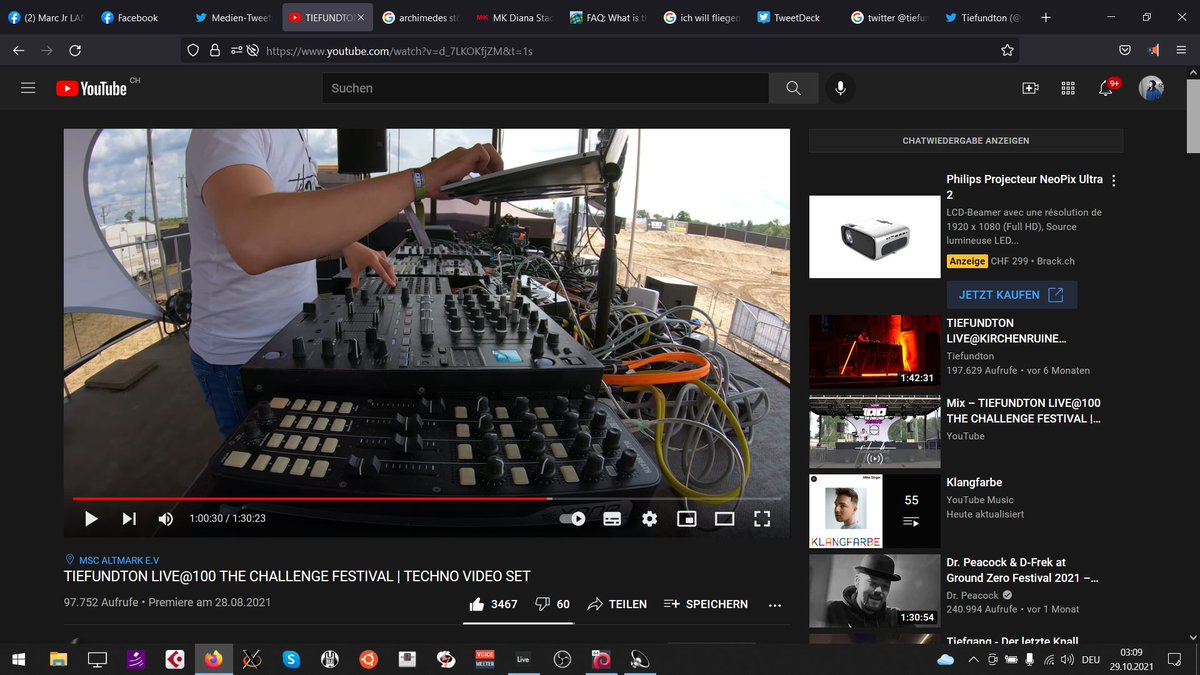 (2) Marc Jr LAN
Facebook
Medien-Tweet
TIEFUNDTO
archimedes stö
MK Diana Stac
FAQ: What is th
ich will fliegen
TweetDeck
twitter @tiefun
Tiefundton (@
https://www.youtube.com/watch?v=d_7LKOKfjZM&t=1s
YouTube CH
Suchen
9+
1:00:30 / 1:30:23
MSC ALTMARK E.V
TIEFUNDTON LIVE@100 THE CHALLENGE FESTIVAL | TECHNO VIDEO SET
97.752 Aufrufe • Premiere am 28.08.2021
3467
60
TEILEN
SPEICHERN
CHATWIEDERGABE ANZEIGEN
Philips Projecteur NeoPix Ultra
2
LCD-Beamer avec une résolution de
1920 x 1080 (Full HD), Source
lumineuse LED...
Anzeige CHF 299 • Brack.ch
JETZT KAUFEN
1:42:31
TIEFUNDTON
LIVE@KIRCHENRUINE...
Tiefundton
197.629 Aufrufe • vor 6 Monaten
Mix – TIEFUNDTON LIVE@100
THE CHALLENGE FESTIVAL |...
YouTube
KLANGFARBE
55
Klangfarbe
YouTube Music
Heute aktualisiert
1:30:54
Dr. Peacock & D-Frek at
Ground Zero Festival 2021 –...
Dr. Peacock
240.994 Aufrufe • vor 1 Monat
Tiefgang - Der letzte Knall
VOICE
MEETER
Live
DEU
03:09
29.10.2021